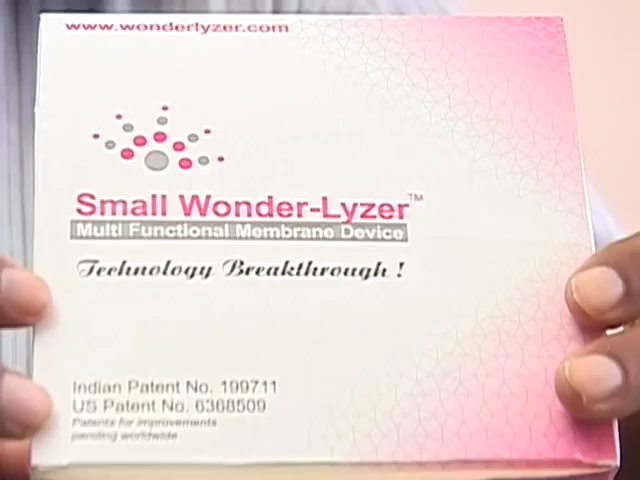 www.wonderlyzer.com
Small Wonder-Lyzer™
Multi Functional Membrane Device
Technology Breakthrough !
Indian Patent No. 199711
US Patent No. 6368509
Patents for improvements
pending worldwide